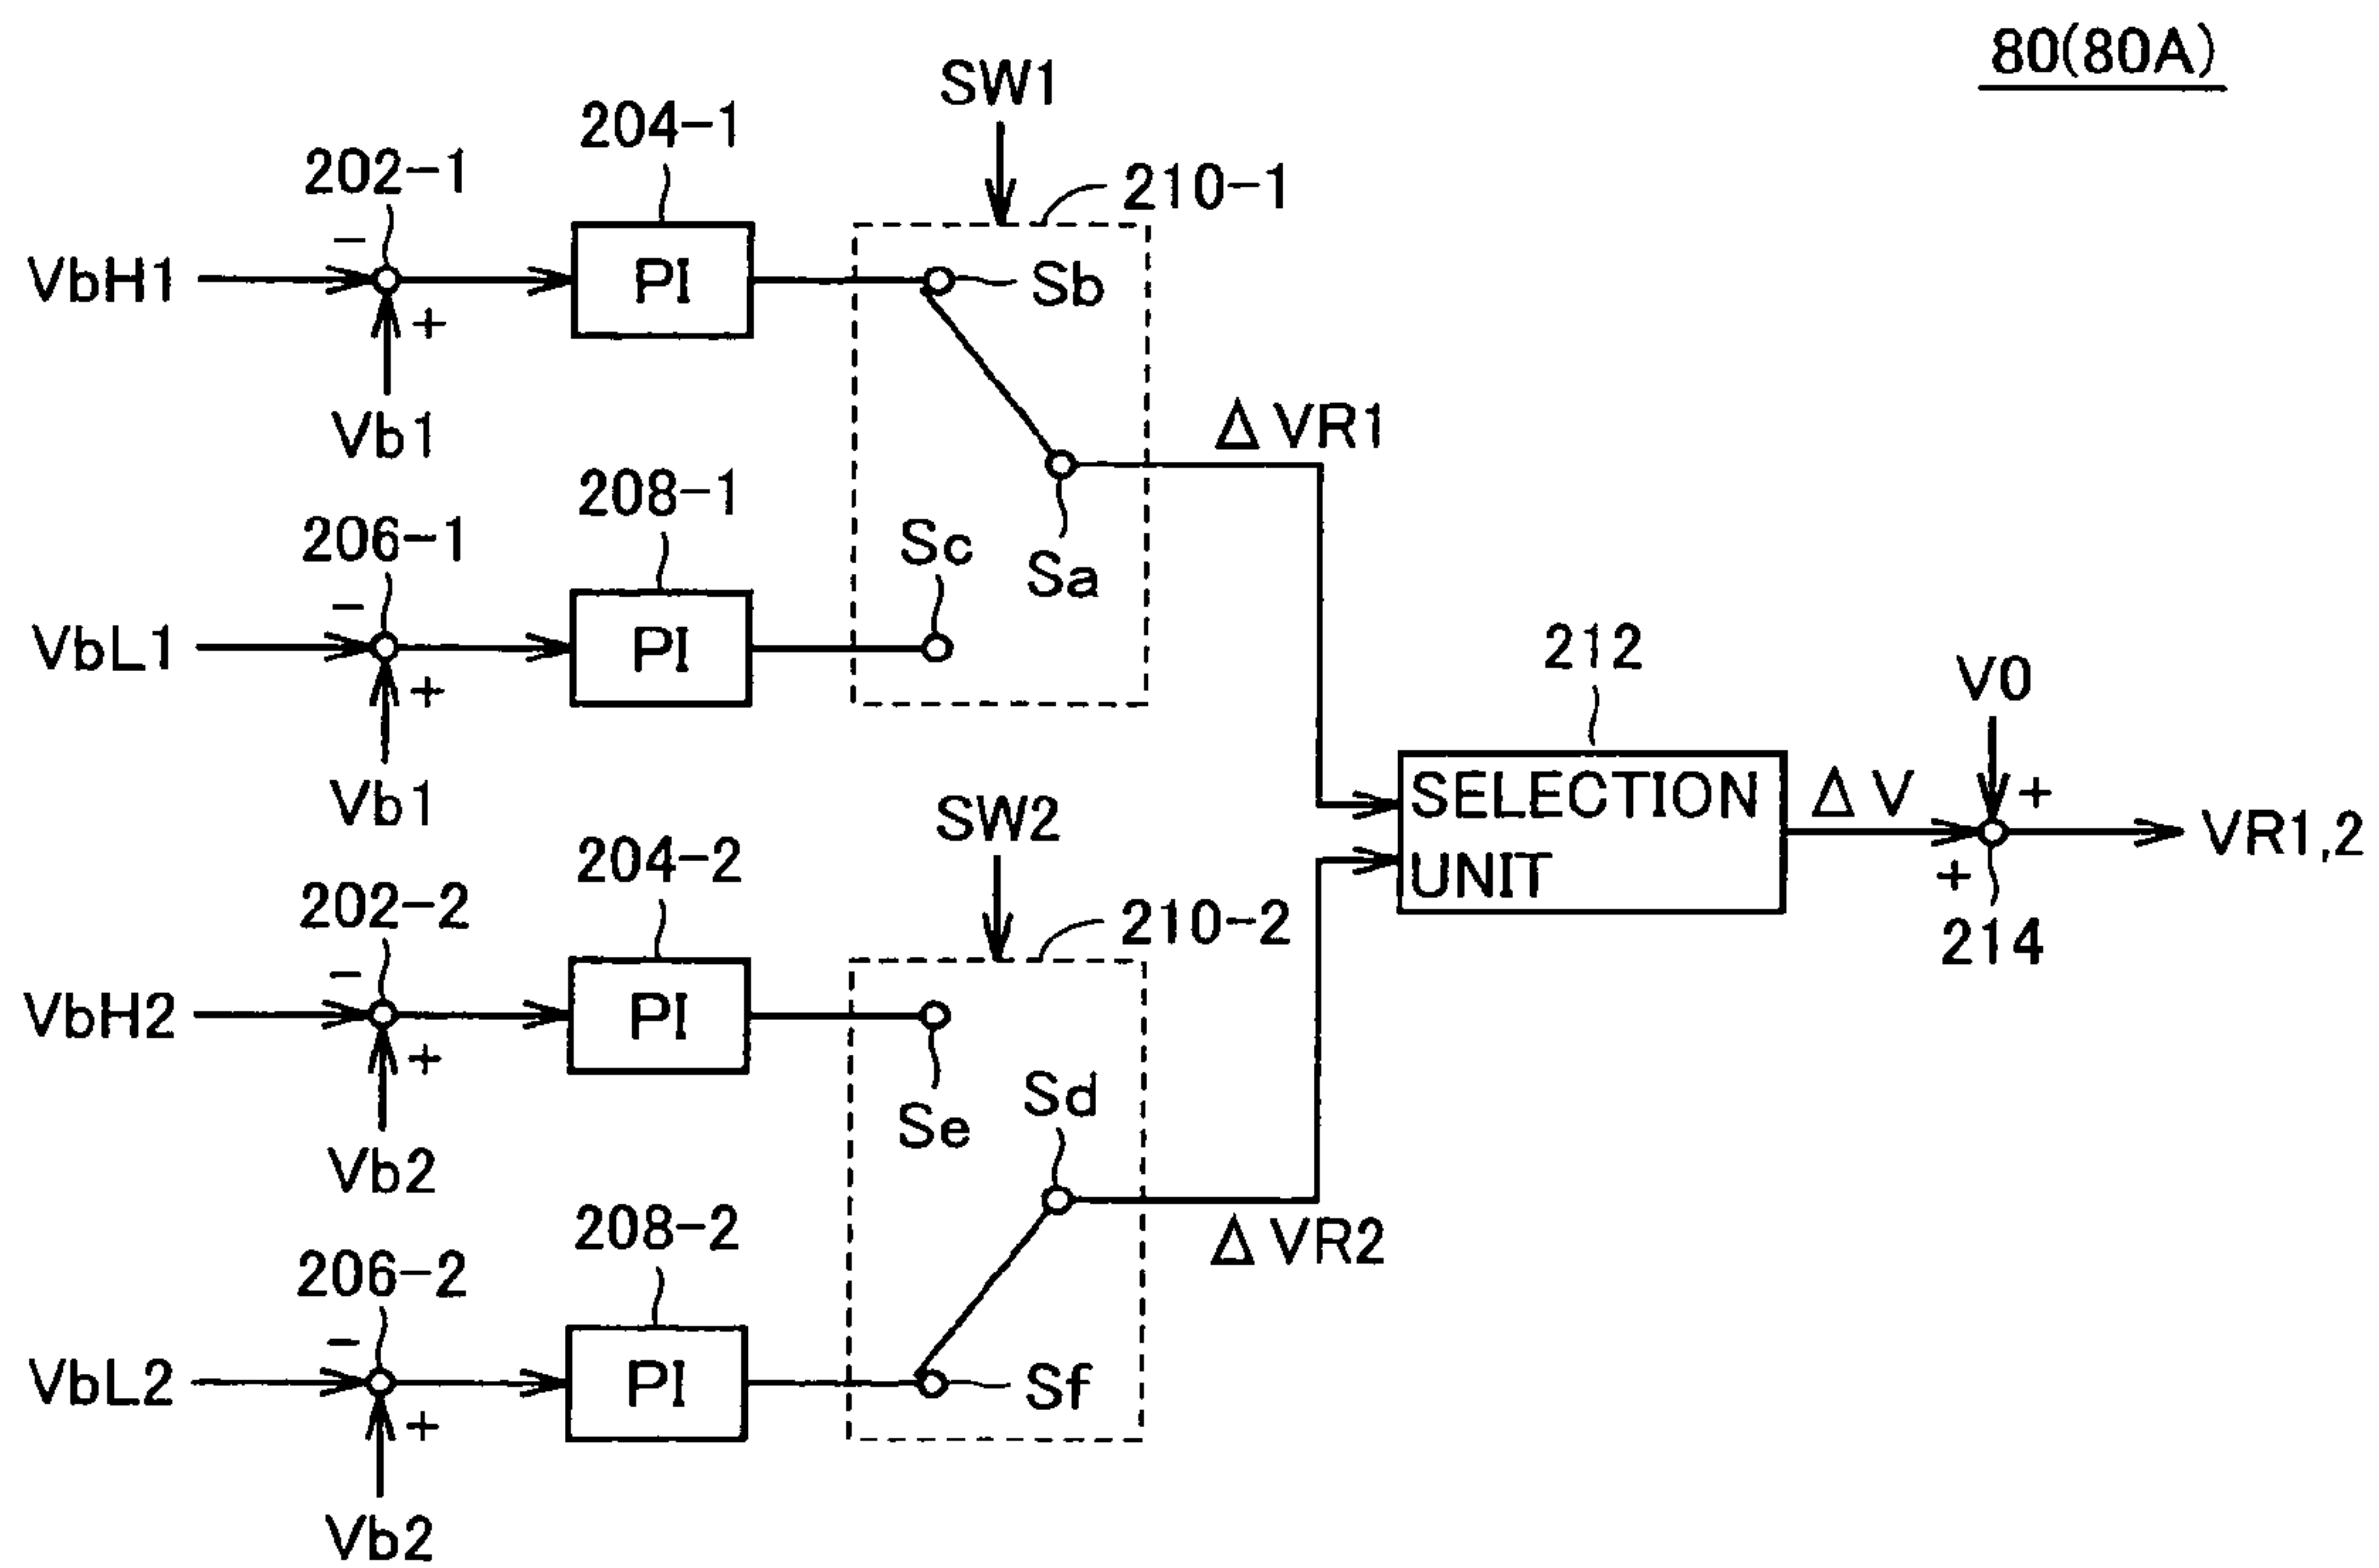 80(80A)
SW1
204-1
202-1
210-1
−
VbH1
PI
Sb
+
Vb1
ΔVR1
208-1
206-1
Sc
Sa
−
VbL1
PI
+
Vb1
212
V0
SELECTION
UNIT
ΔV
+
VR1,2
+
214
SW2
204-2
202-2
210-2
−
VbH2
PI
+
Se
Sd
Vb2
ΔVR2
208-2
206-2
−
VbL2
PI
Sf
+
Vb2